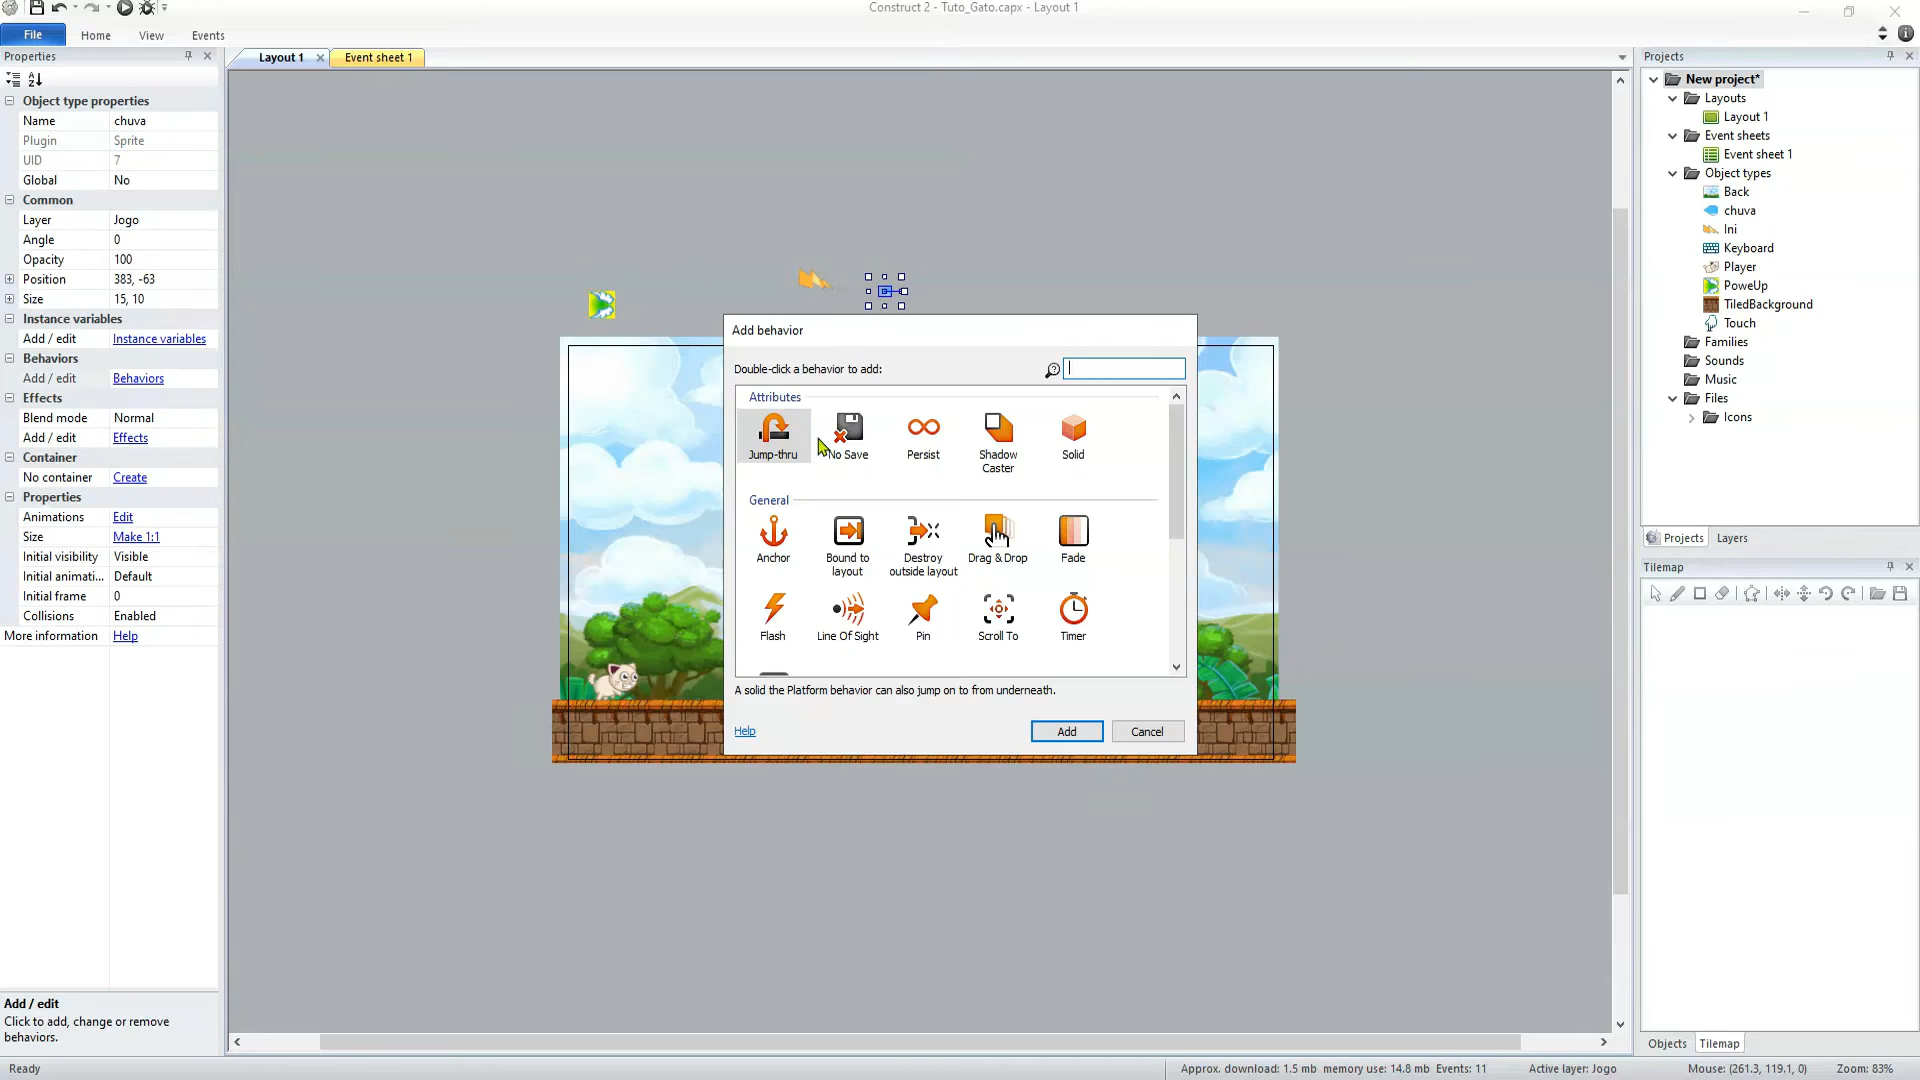 Construct 2 - Tuto_Gato.capx - Layout 1
File
Home
View
Events
Properties
Layout 1
Event sheet 1
Projects
Object type properties
Name chuva
Plugin Sprite
UID 7
Global No
Common
Layer Jogo
Angle 0
Opacity 100
Position 383, -63
Size 15, 10
Instance variables
Add / edit Instance variables
Behaviors
Add / edit Behaviors
Effects
Blend mode Normal
Add / edit Effects
Container
No container Create
Properties
Animations Edit
Size Make 1:1
Initial visibility Visible
Initial animati... Default
Initial frame 0
Collisions Enabled
More information Help
Add / edit
Click to add, change or remove
behaviors.
Add behavior
Double-click a behavior to add:
Attributes
Jump-thru
No Save
Persist
Shadow
Caster
Solid
General
Anchor
Bound to
layout
Destroy
outside layout
Drag & Drop
Fade
Flash
Line Of Sight
Pin
Scroll To
Timer
A solid the Platform behavior can also jump on to from underneath.
Help
Add
Cancel
New project*
Layouts
Layout 1
Event sheets
Event sheet 1
Object types
Back
chuva
Ini
Keyboard
Player
PoweUp
TiledBackground
Touch
Families
Sounds
Music
Files
Icons
Projects
Layers
Tilemap
Objects
Tilemap
Ready
Approx. download: 1.5 mb memory use: 14.8 mb Events: 11
Active layer: Jogo
Mouse: (261.3, 119.1, 0)
Zoom: 83%